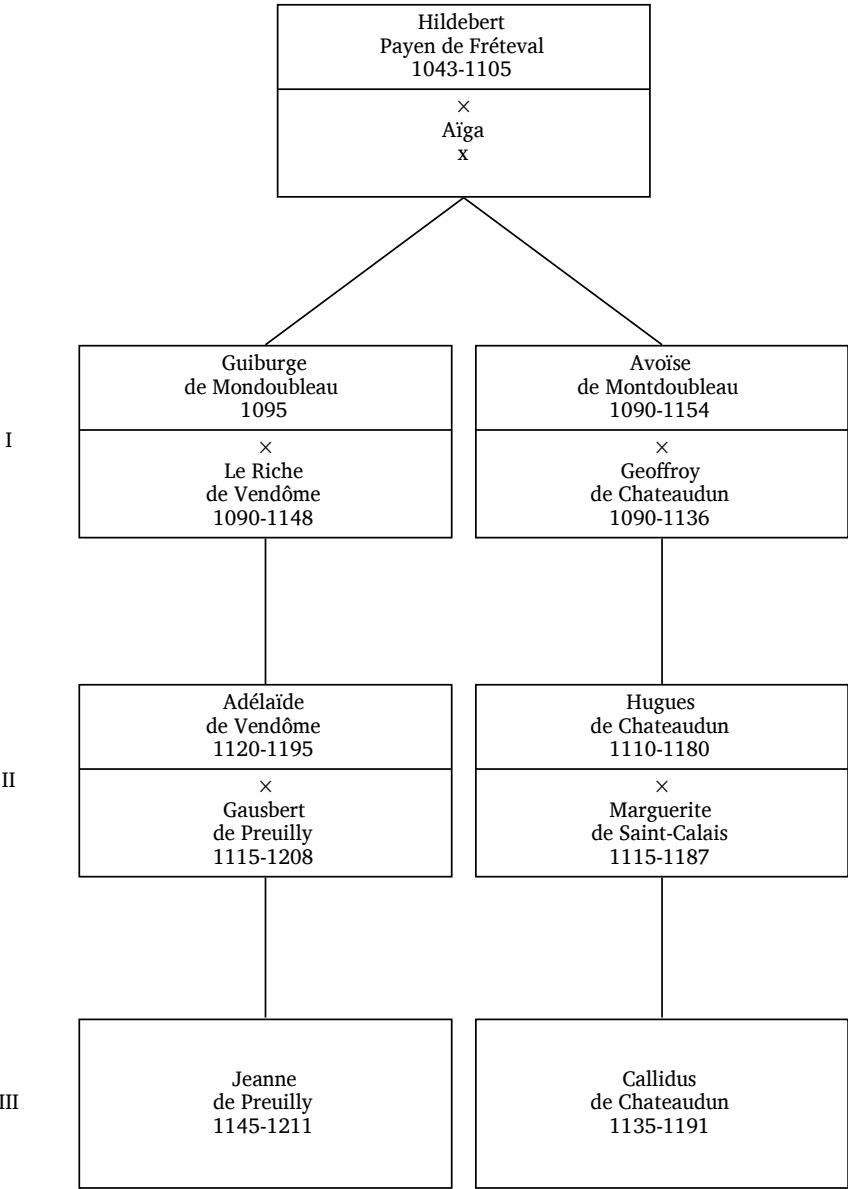 Hildebert
Payen de Fréteval
1043-1105
×
Aïga
x
I
Guiburge
de Mondoubleau
1095
×
Le Riche
de Vendôme
1090-1148
Avoïse
de Montdoubleau
1090-1154
×
Geoffroy
de Chateaudun
1090-1136
II
Adélaïde
de Vendôme
1120-1195
×
Gausbert
de Preuilly
1115-1208
Hugues
de Chateaudun
1110-1180
×
Marguerite
de Saint-Calais
1115-1187
III
Jeanne
de Preuilly
1145-1211
Callidus
de Chateaudun
1135-1191